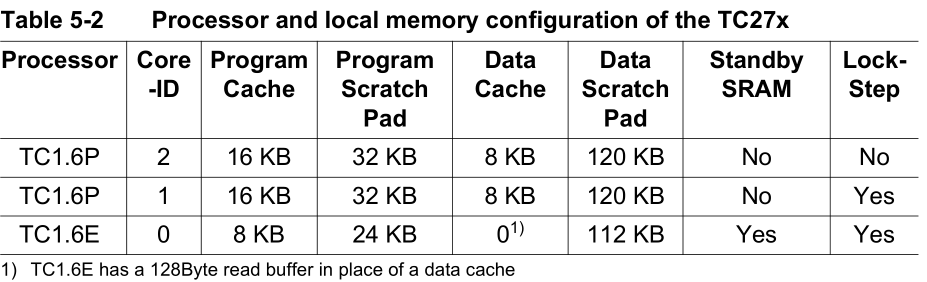 Table 5-2 Processor and local memory configuration of the TC27x
Processor Core Program Program Data Data Standby Lock-
-ID Cache Scratch Cache Scratch SRAM Step
Pad Pad
TC1.6P 2 16 KB 32 KB 8 KB 120 KB No No
TC1.6P 1 16 KB 32 KB 8 KB 120 KB No Yes
TC1.6E 0 8 KB 24 KB 0¹⁾ 112 KB Yes Yes
1) TC1.6E has a 128Byte read buffer in place of a data cache